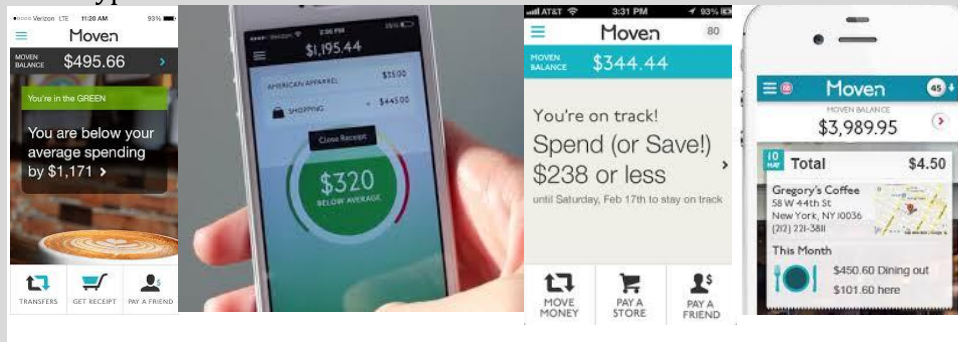 Verizon LTE 11:20 AM 93%
Moven
MOVEN BALANCE $495.66
You're in the GREEN
You are below your
average spending
by $1,171 >
TRANSFERS GET RECEIPT PAY A FRIEND
2:36 PM
$1,195.44
AMERICAN APPARREL $35.00
SHOPPING $445.00
Close Receipt
$320
BELOW AVERAGE
AT&T 3:31 PM 93%
Moven 80
MOVEN BALANCE $344.44
You're on track!
Spend (or Save!)
$238 or less
until Saturday, Feb 17th to stay on track
MOVE MONEY PAY A STORE PAY A FRIEND
Moven 45
MOVEN BALANCE
$3,989.95
10 MAY Total $4.50
Gregory's Coffee
58 W 44th St
New York, NY 10036
(212) 221-3811
This Month
$450.60 Dining out
$101.60 here